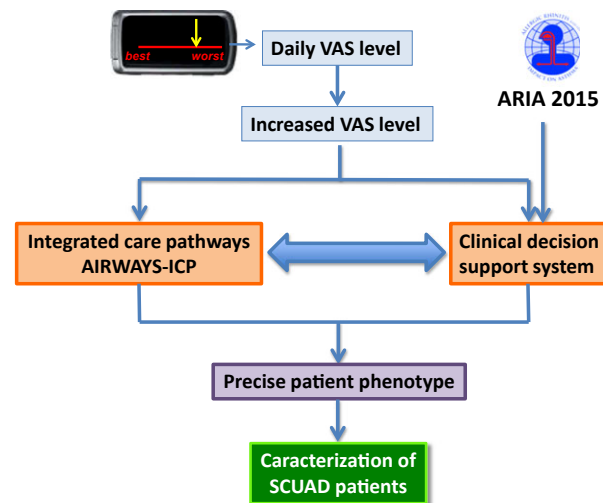 best worst
Daily VAS level
Increased VAS level
ARIA 2015
Integrated care pathways
AIRWAYS-ICP
Clinical decision
support system
Precise patient phenotype
Caracterization of
SCUAD patients